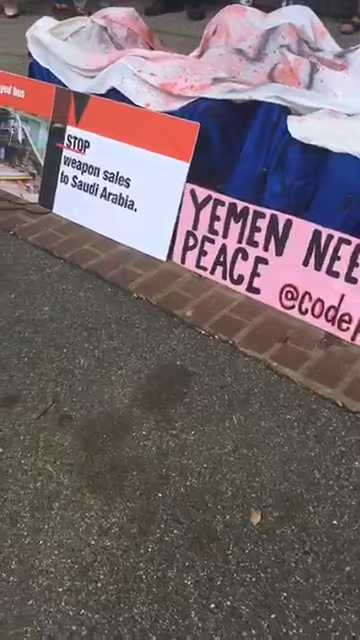 yed bus
STOP
weapon sales
to Saudi Arabia.
YEMEN NEE
PEACE
@codep